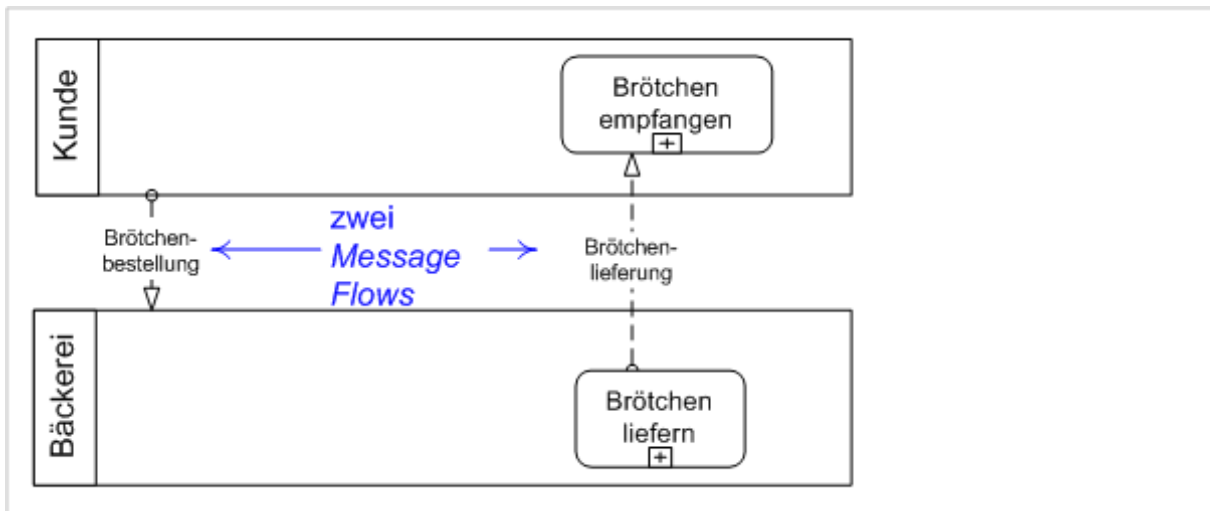 Kunde
Brötchen
empfangen
Brötchen-
bestellung
zwei
Message
Flows
Brötchen-
lieferung
Bäckerei
Brötchen
liefern